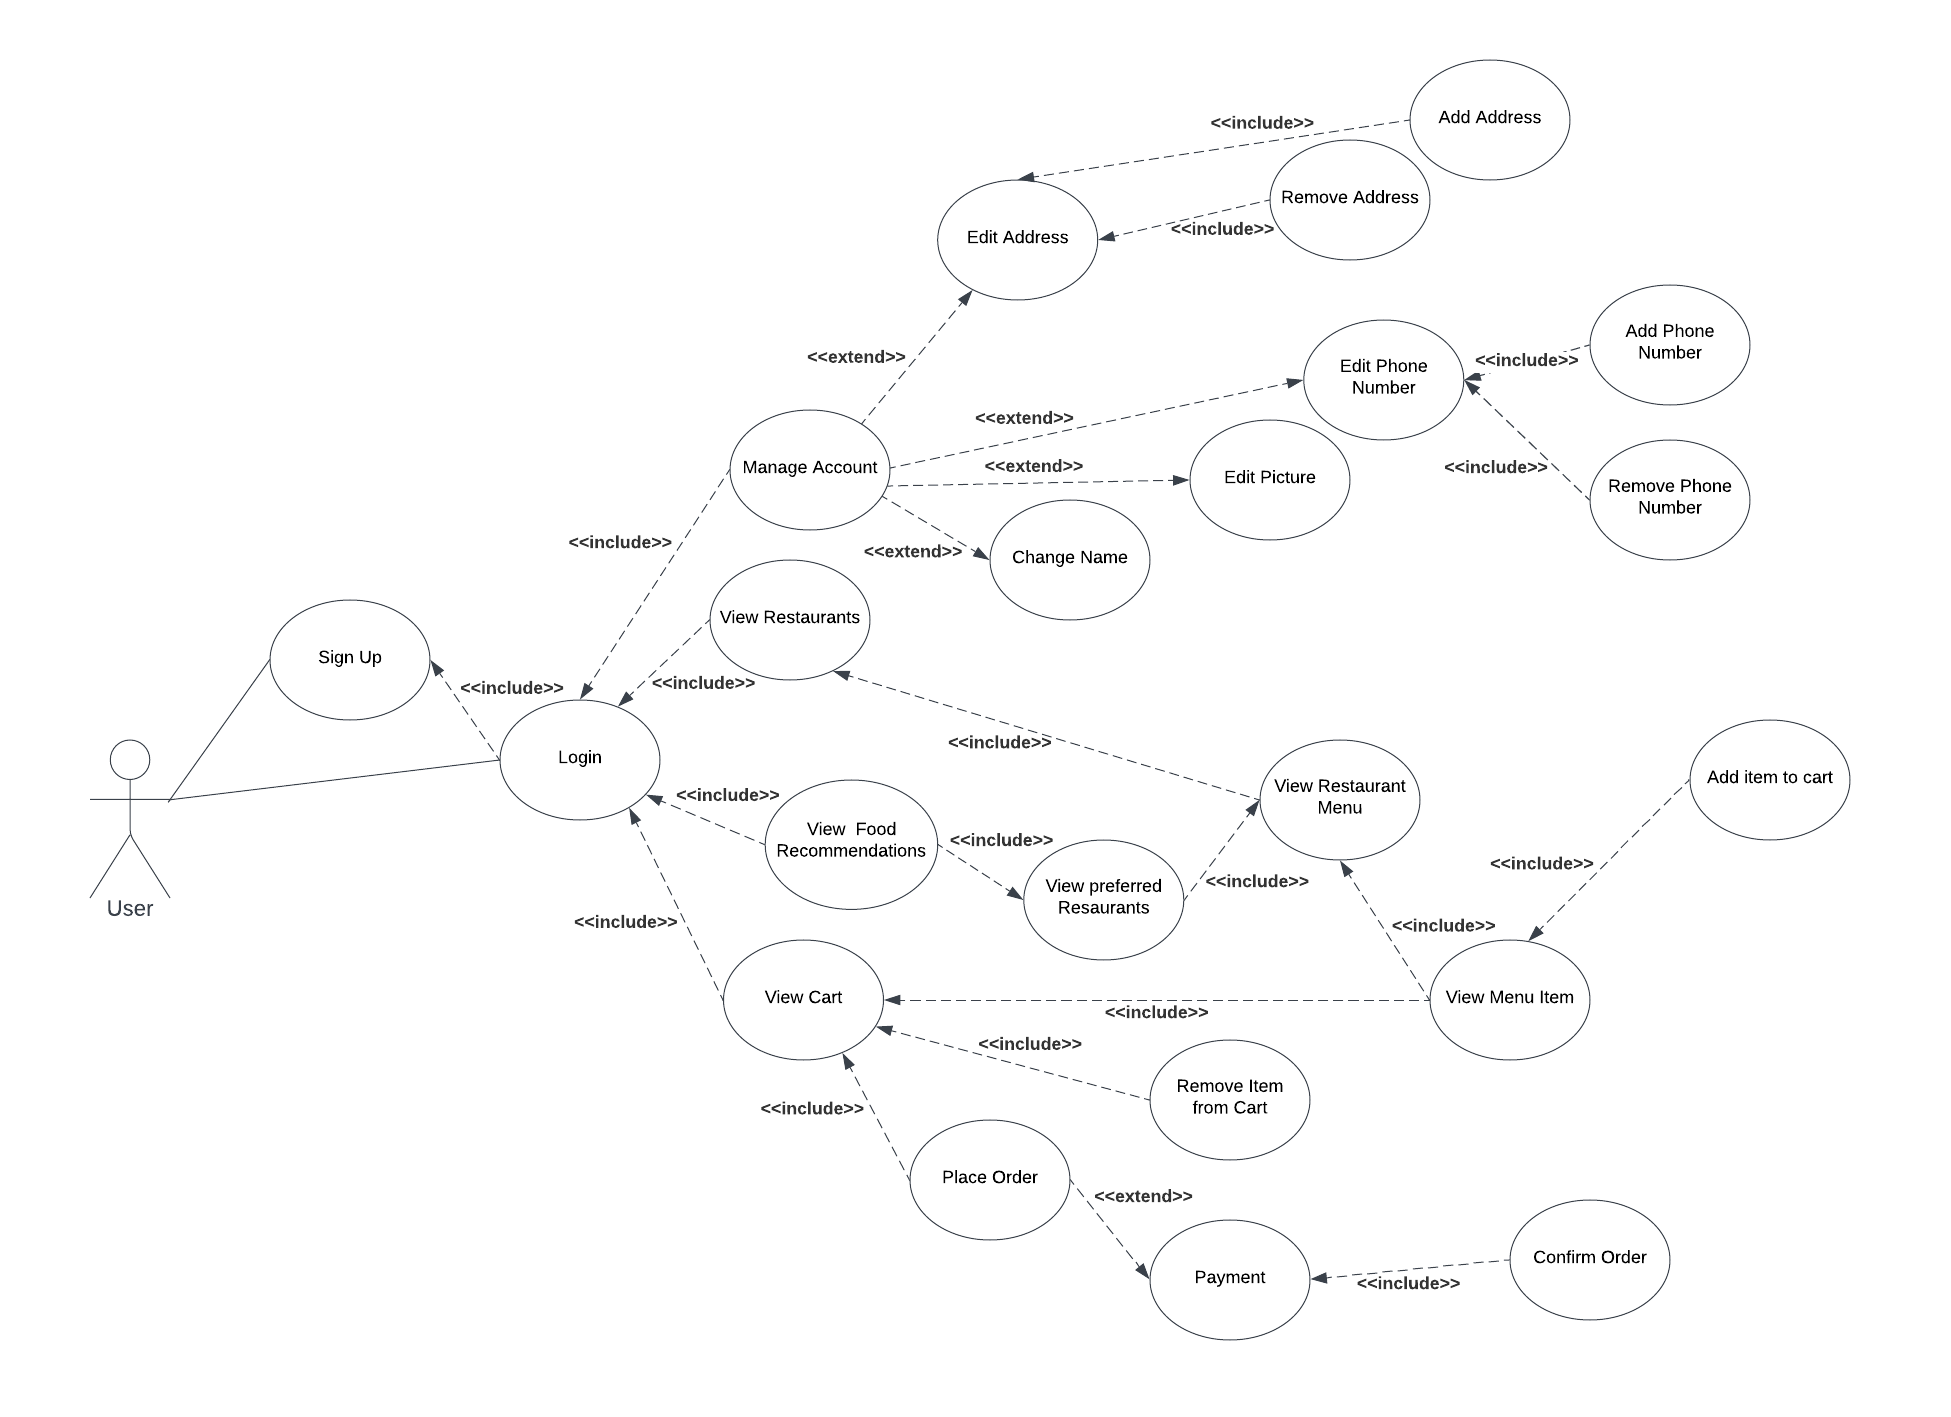 <<include>>
Add Address
Remove Address
<<include>>
Edit Address
<<extend>>
Add Phone
Number
<<include>>
Edit Phone
Number
<<extend>>
<<extend>>
Manage Account
Edit Picture
<<include>>
Remove Phone
Number
<<include>>
<<extend>>
Change Name
View Restaurants
Sign Up
<<include>>
<<include>>
<<include>>
Login
View Restaurant
Menu
Add item to cart
<<include>>
View  Food
Recommendations
<<include>>
<<include>>
<<include>>
View preferred
Resaurants
User
<<include>>
<<include>>
View Cart
View Menu Item
<<include>>
<<include>>
Remove Item
from Cart
<<include>>
Place Order
<<extend>>
Payment
Confirm Order
<<include>>